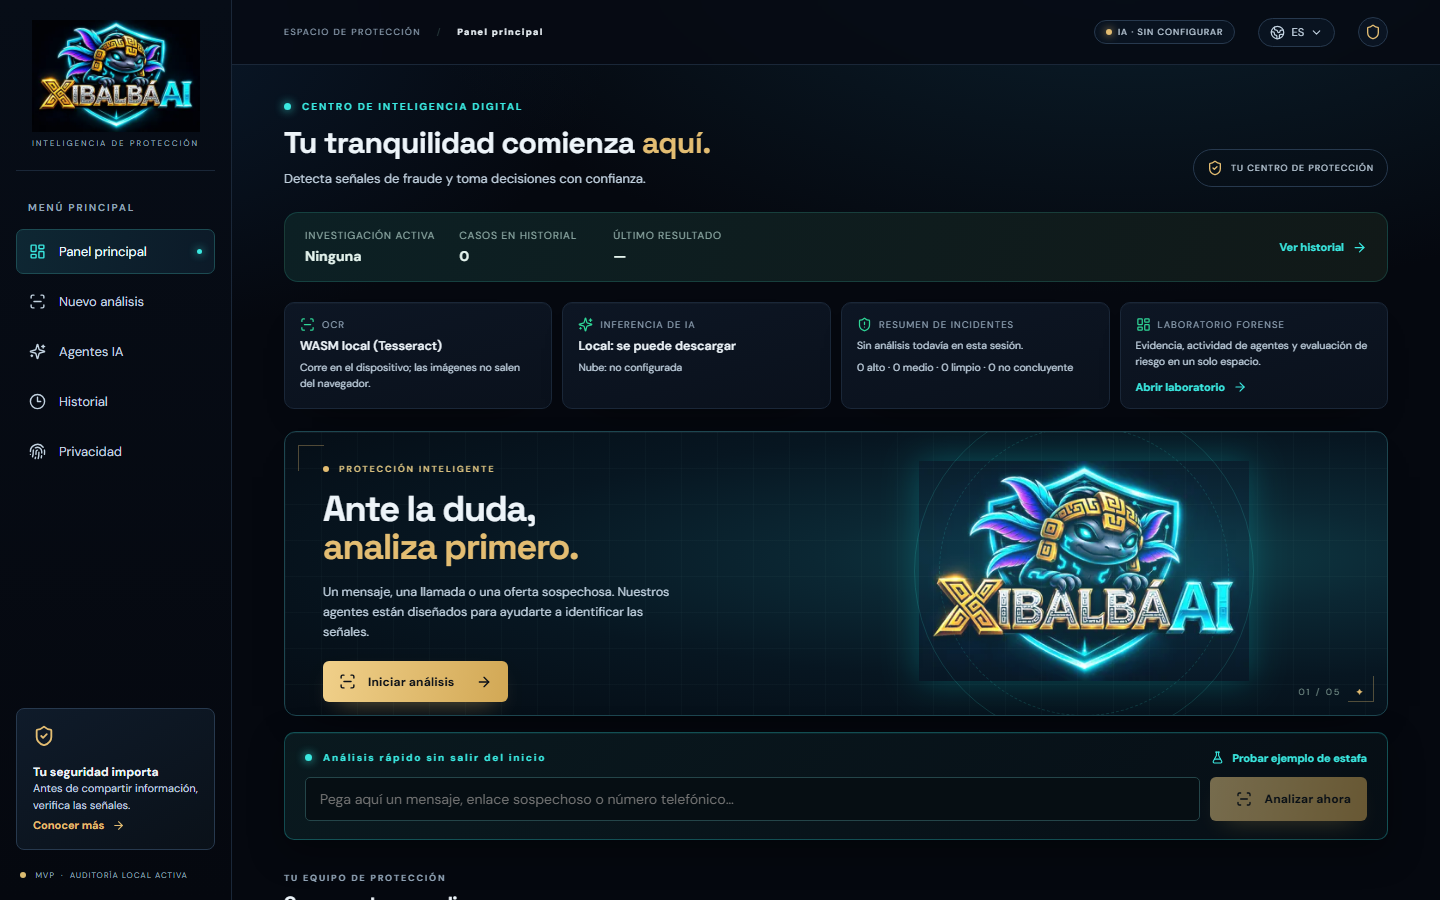 XIBALBÁ AI
INTELIGENCIA DE PROTECCIÓN
MENÚ PRINCIPAL
Panel principal
Nuevo análisis
Agentes IA
Historial
Privacidad
Tu seguridad importa
Antes de compartir información,
verifica las señales.
Conocer más
MVP · AUDITORÍA LOCAL ACTIVA
ESPACIO DE PROTECCIÓN / Panel principal
IA · SIN CONFIGURAR
ES
CENTRO DE INTELIGENCIA DIGITAL
Tu tranquilidad comienza aquí.
Detecta señales de fraude y toma decisiones con confianza.
TU CENTRO DE PROTECCIÓN
INVESTIGACIÓN ACTIVA
Ninguna
CASOS EN HISTORIAL
0
ÚLTIMO RESULTADO
—
Ver historial
OCR
WASM local (Tesseract)
Corre en el dispositivo; las imágenes no salen
del navegador.
INFERENCIA DE IA
Local: se puede descargar
Nube: no configurada
RESUMEN DE INCIDENTES
Sin análisis todavía en esta sesión.
0 alto · 0 medio · 0 limpio · 0 no concluyente
LABORATORIO FORENSE
Evidencia, actividad de agentes y evaluación de
riesgo en un solo espacio.
Abrir laboratorio
PROTECCIÓN INTELIGENTE
Ante la duda,
analiza primero.
Un mensaje, una llamada o una oferta sospechosa. Nuestros
agentes están diseñados para ayudarte a identificar las
señales.
Iniciar análisis
XIBALBÁ AI
01 / 05
Análisis rápido sin salir del inicio
Probar ejemplo de estafa
Pega aquí un mensaje, enlace sospechoso o número telefónico...
Analizar ahora
TU EQUIPO DE PROTECCIÓN